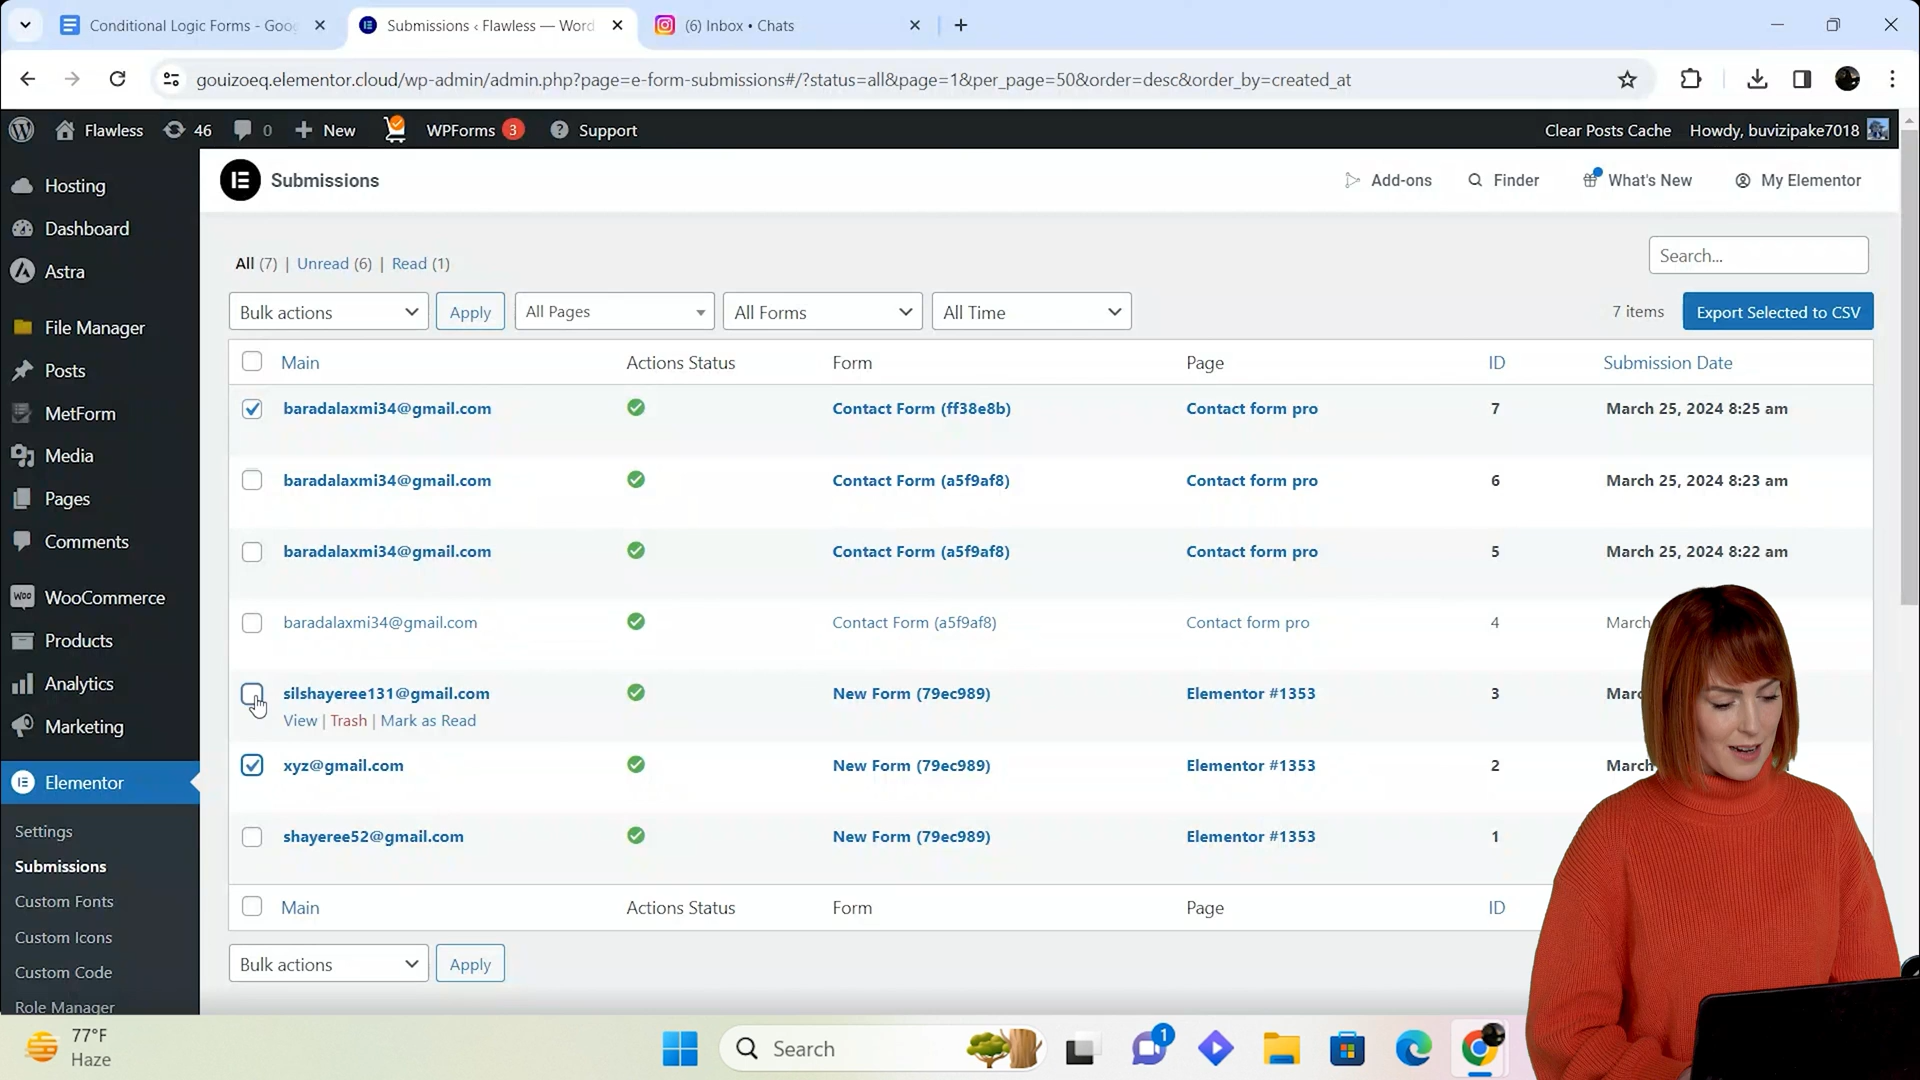 Conditional Logic Forms - Goo
Submissions ‹ Flawless — Word
(6) Inbox • Chats
gouizoeq.elementor.cloud/wp-admin/admin.php?page=e-form-submissions#/?status=all&page=1&per_page=50&order=desc&order_by=created_at
Flawless 46 0 New WPForms 3 Support Clear Posts Cache Howdy, buvizipake7018
Submissions Add-ons Finder What's New My Elementor
Hosting
Dashboard
Astra
File Manager
Posts
MetForm
Media
Pages
Comments
Woo WooCommerce
Products
Analytics
Marketing
Elementor
Settings
Submissions
Custom Fonts
Custom Icons
Custom Code
Role Manager
All (7) | Unread (6) | Read (1) Search...
Bulk actions Apply All Pages All Forms All Time 7 items Export Selected to CSV
Main Actions Status Form Page ID Submission Date
baradalaxmi34@gmail.com Contact Form (ff38e8b) Contact form pro 7 March 25, 2024 8:25 am
baradalaxmi34@gmail.com Contact Form (a5f9af8) Contact form pro 6 March 25, 2024 8:23 am
baradalaxmi34@gmail.com Contact Form (a5f9af8) Contact form pro 5 March 25, 2024 8:22 am
baradalaxmi34@gmail.com Contact Form (a5f9af8) Contact form pro 4 March
silshayeree131@gmail.com New Form (79ec989) Elementor #1353 3 Marc
View | Trash | Mark as Read
xyz@gmail.com New Form (79ec989) Elementor #1353 2 March
shayeree52@gmail.com New Form (79ec989) Elementor #1353 1
Main Actions Status Form Page ID
Bulk actions Apply
77°F
Haze
Search
1